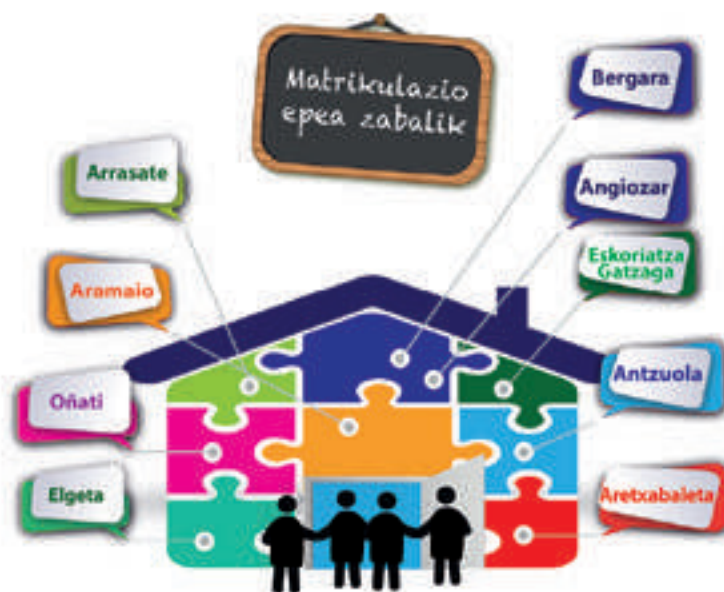 Matrikulazio
epea zabalik
Bergara
Arrasate
Angiozar
Eskoriatza
Gatzaga
Aramaio
Antzuola
Oñati
Elgeta
Aretxabaleta